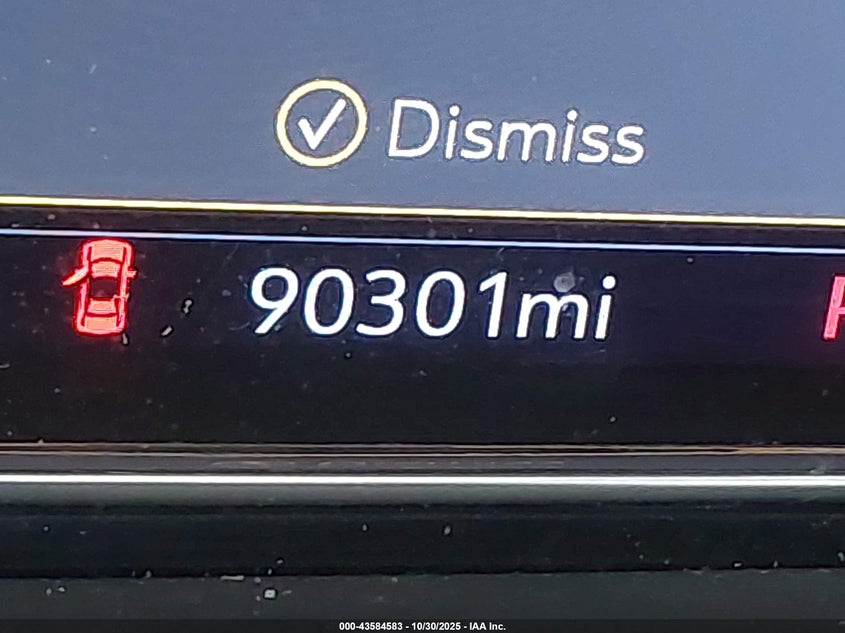 Dismiss
90301mi
000-43584583 - 10/30/2025 - IAA Inc.